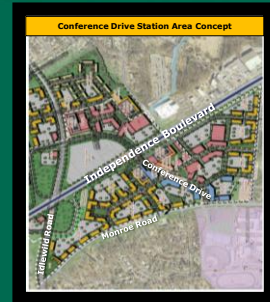 Conference Drive Station Area Concept
Independence Boulevard
Conference Drive
Monroe Road
Idlewild Road